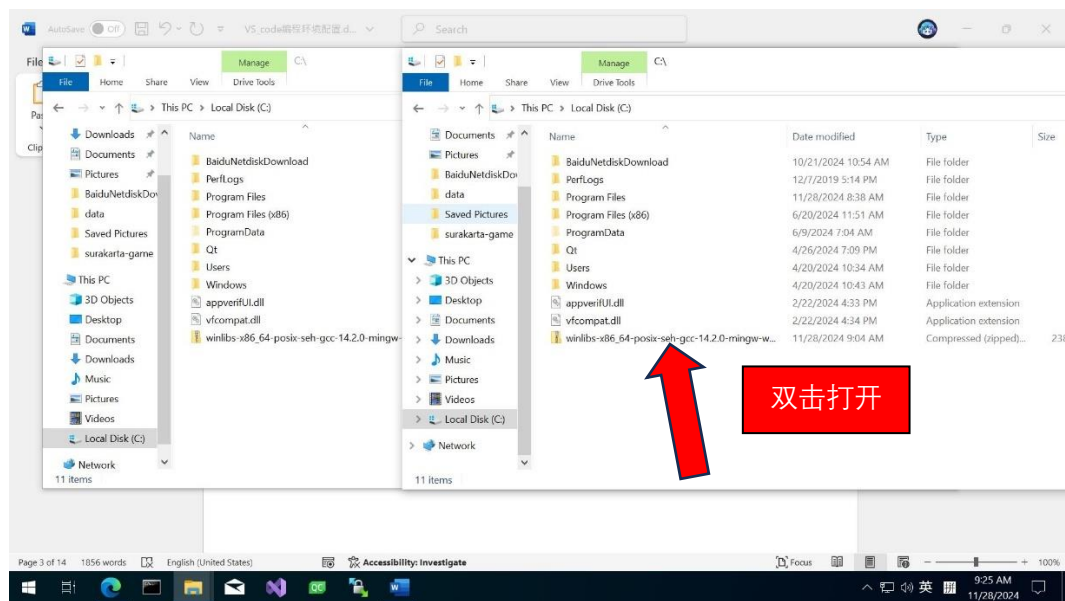 AutoSave Off VS_code编程环境配置.d... Search
File
Pas
Clip
Manage C:\
File Home Share View Drive Tools
This PC > Local Disk (C:)
Downloads
Documents
Pictures
BaiduNetdiskDov
data
Saved Pictures
surakarta-game
This PC
3D Objects
Desktop
Documents
Downloads
Music
Pictures
Videos
Local Disk (C:)
Network
11 items
Name
BaiduNetdiskDownload
PerfLogs
Program Files
Program Files (x86)
ProgramData
Qt
Users
Windows
appverifUI.dll
vfcompat.dll
winlibs-x86_64-posix-seh-gcc-14.2.0-mingw-
Manage C:\
File Home Share View Drive Tools
This PC > Local Disk (C:)
Documents
Pictures
BaiduNetdiskDov
data
Saved Pictures
surakarta-game
This PC
3D Objects
Desktop
Documents
Downloads
Music
Pictures
Videos
Local Disk (C:)
Network
11 items
Name Date modified Type Size
BaiduNetdiskDownload 10/21/2024 10:54 AM File folder
PerfLogs 12/7/2019 5:14 PM File folder
Program Files 11/28/2024 8:38 AM File folder
Program Files (x86) 6/20/2024 11:51 AM File folder
ProgramData 6/9/2024 7:04 AM File folder
Qt 4/26/2024 7:09 PM File folder
Users 4/20/2024 10:34 AM File folder
Windows 4/20/2024 10:43 AM File folder
appverifUI.dll 2/22/2024 4:33 PM Application extension
vfcompat.dll 2/22/2024 4:34 PM Application extension
winlibs-x86_64-posix-seh-gcc-14.2.0-mingw-w... 11/28/2024 9:04 AM Compressed (zipped)... 238
双击打开
Page 3 of 14 1856 words English (United States) Accessibility: Investigate Focus 100%
英 拼 9:25 AM
11/28/2024